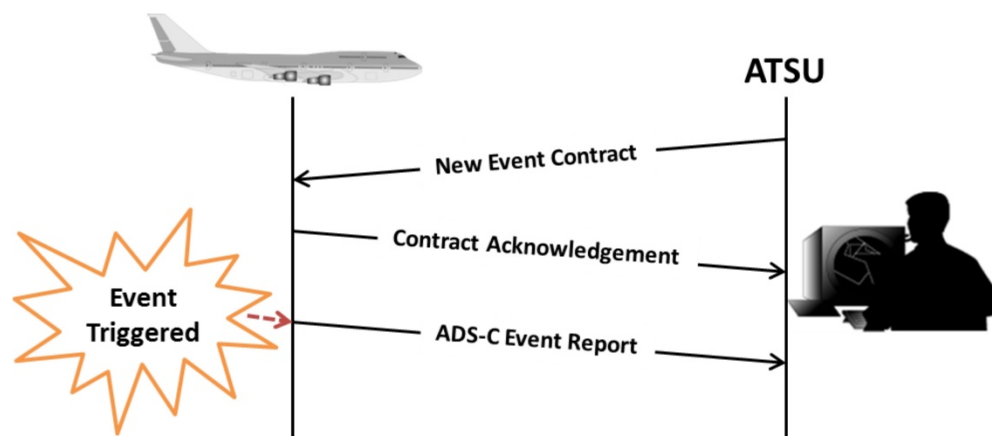 ATSU
New Event Contract
Contract Acknowledgement
Event
Triggered
ADS-C Event Report